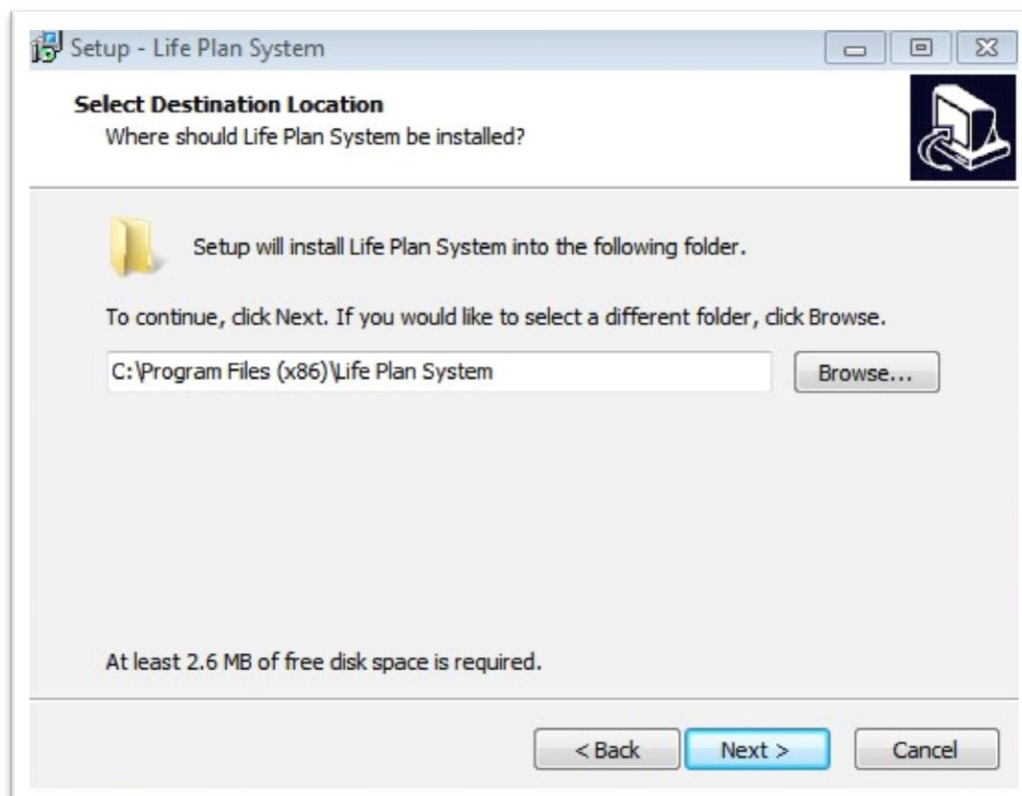 Setup - Life Plan System
Select Destination Location
Where should Life Plan System be installed?
Setup will install Life Plan System into the following folder.
To continue, click Next. If you would like to select a different folder, click Browse.
C:\Program Files (x86)\Life Plan System
Browse...
At least 2.6 MB of free disk space is required.
< Back
Next >
Cancel